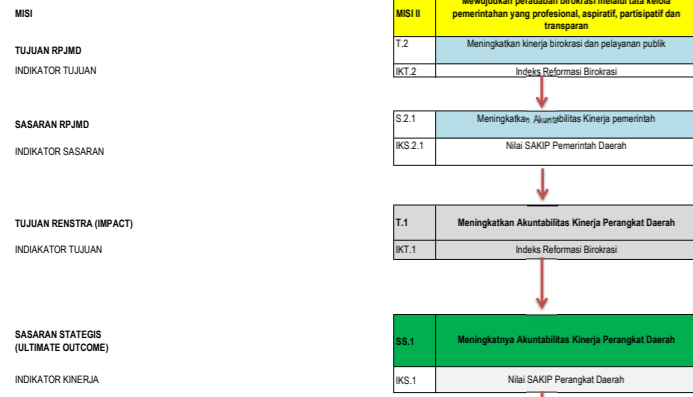 Mewujudkan peradaban birokrasi melalui tata kelola
MISI MISI II pemerintahan yang profesional, aspiratif, partisipatif dan
transparan
TUJUAN RPJMD T.2 Meningkatkan kinerja birokrasi dan pelayanan publik
INDIKATOR TUJUAN IKT.2 Indeks Reformasi Birokrasi
SASARAN RPJMD S.2.1 Meningkatkan Akuntabilitas Kinerja pemerintah
INDIKATOR SASARAN IKS.2.1 Nilai SAKIP Pemerintah Daerah
TUJUAN RENSTRA (IMPACT) T.1 Meningkatkan Akuntabilitas Kinerja Perangkat Daerah
INDIAKATOR TUJUAN IKT.1 Indeks Reformasi Birokrasi
SASARAN STATEGIS
(ULTIMATE OUTCOME) SS.1 Meningkatnya Akuntabilitas Kinerja Perangkat Daerah
INDIKATOR KINERJA IKS.1 Nilai SAKIP Perangkat Daerah